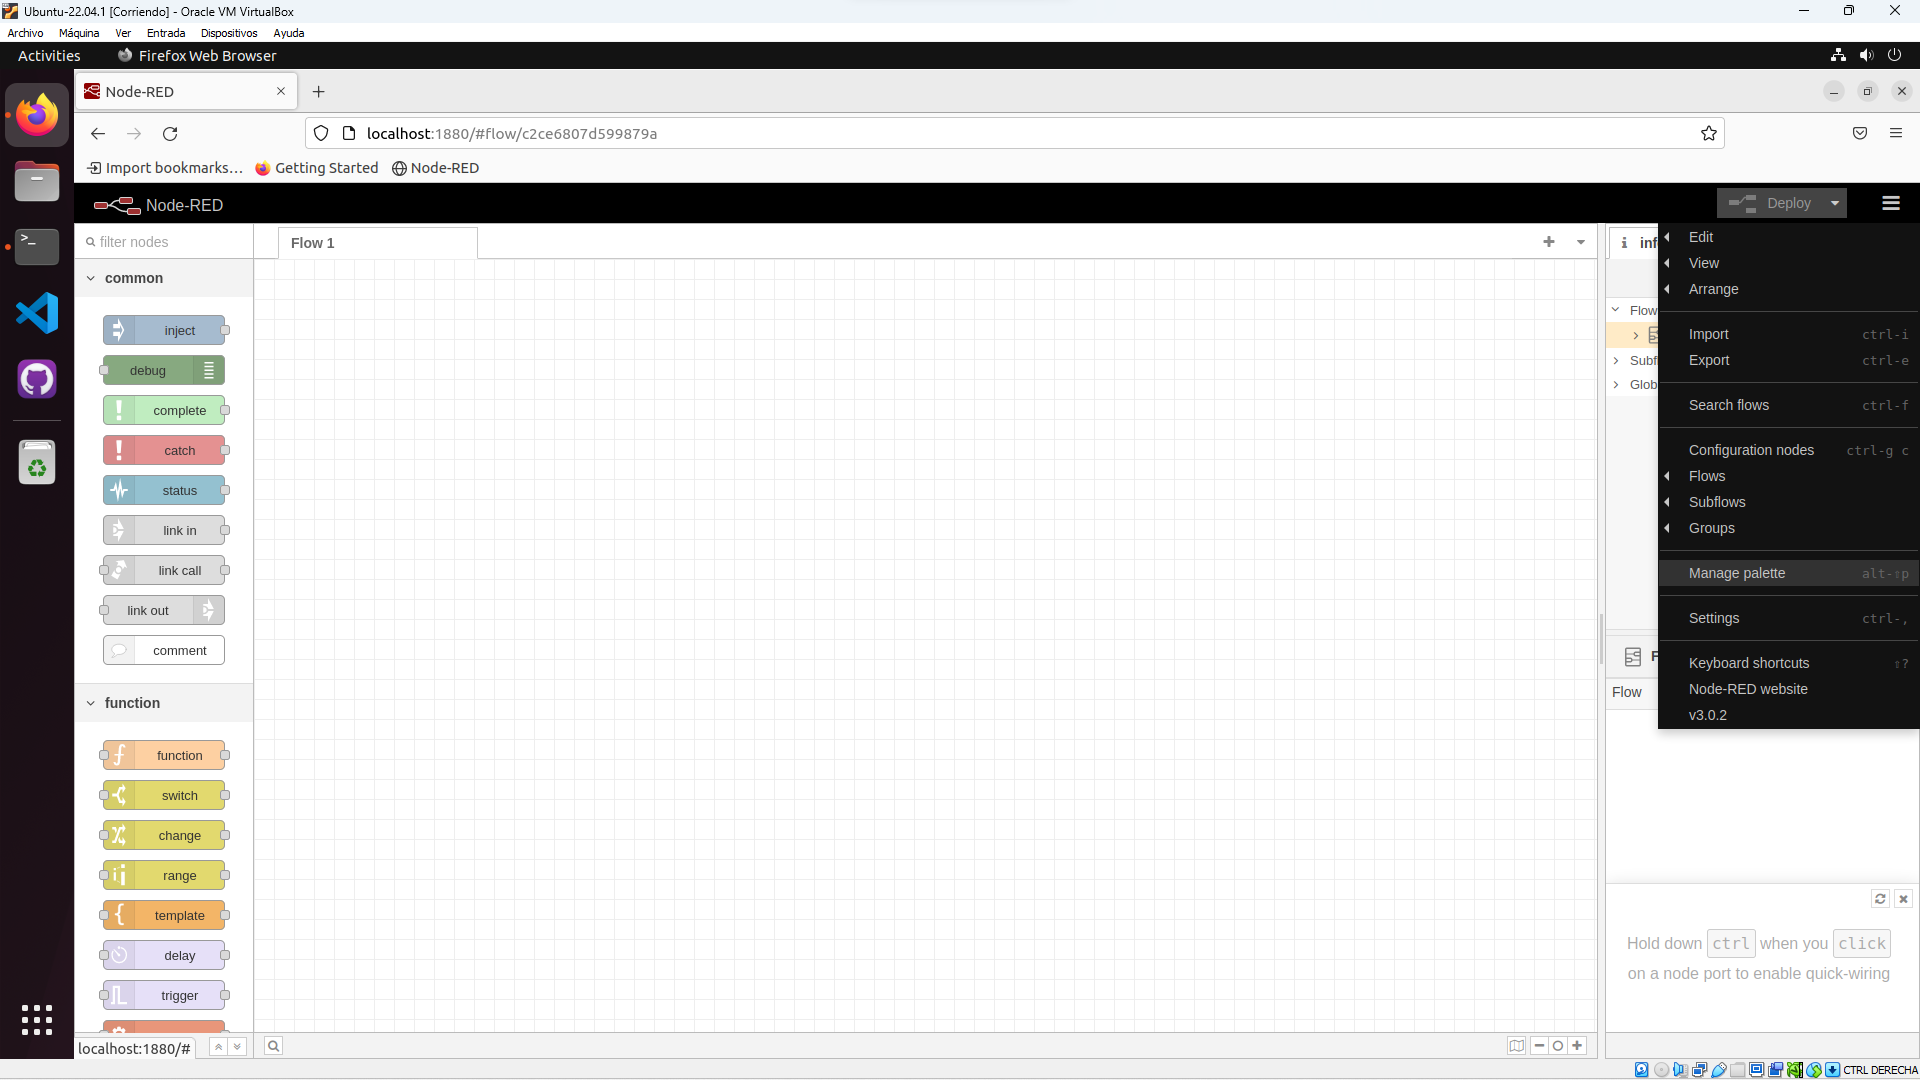 Ubuntu-22.04.1 [Corriendo] - Oracle VM VirtualBox
Archivo Máquina Ver Entrada Dispositivos Ayuda
Activities Firefox Web Browser
Node-RED
localhost:1880/#flow/c2ce6807d599879a
Import bookmarks... Getting Started Node-RED
Node-RED Deploy
filter nodes
common
inject
debug
complete
catch
status
link in
link call
link out
comment
function
function
switch
change
range
template
delay
trigger
localhost:1880/#
Flow 1
i inf
Flow
Subf
Glob
F
Flow
Edit
View
Arrange
Import ctrl-i
Export ctrl-e
Search flows ctrl-f
Configuration nodes ctrl-g c
Flows
Subflows
Groups
Manage palette alt-⇧p
Settings ctrl-,
Keyboard shortcuts ⇧?
Node-RED website
v3.0.2
Hold down ctrl when you click
on a node port to enable quick-wiring
CTRL DERECHA